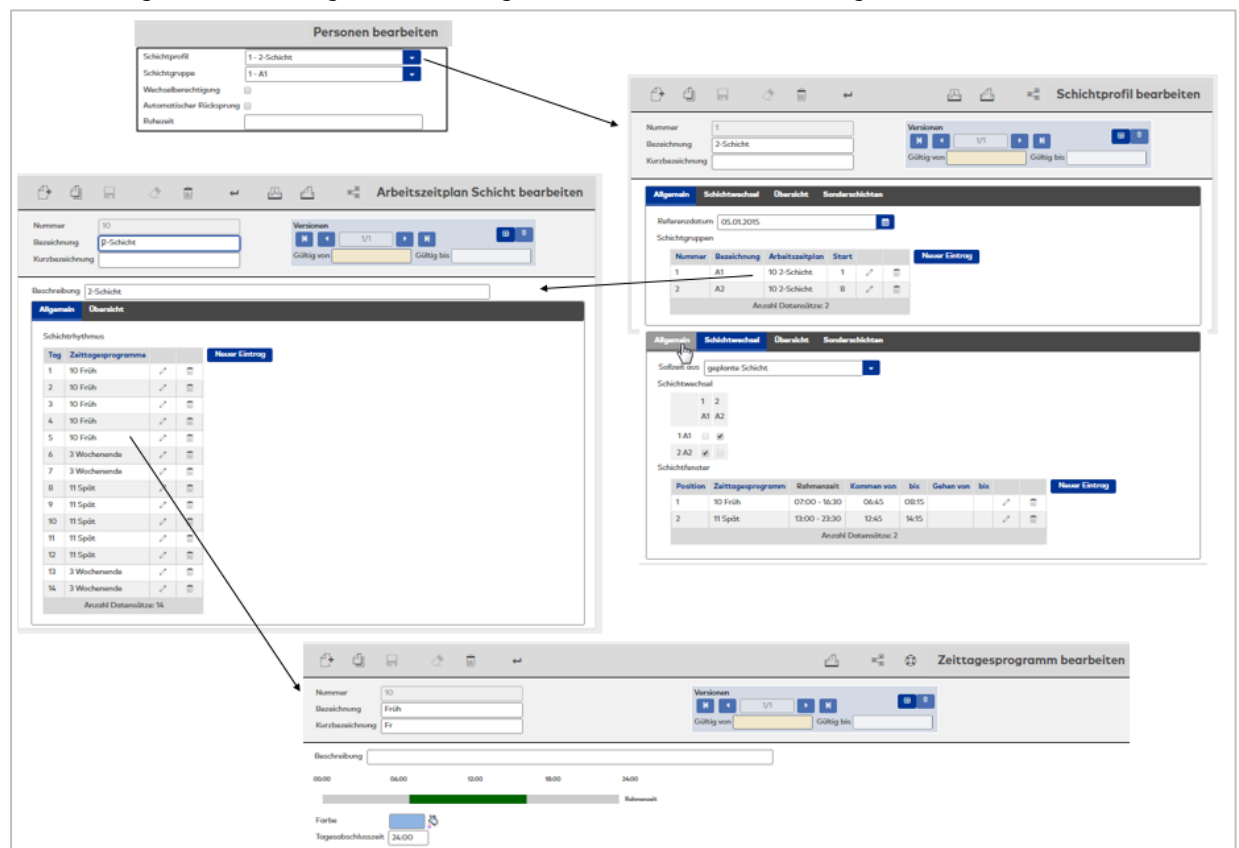 Personen bearbeiten
Schichtprofil 1 - 2-Schicht
Schichtgruppe 1 - A1
Wechselberechtigung
Automatischer Rücksprung
Ruhezeit
Schichtprofil bearbeiten
Nummer 1
Bezeichnung 2-Schicht
Kurzbezeichnung
Versionen
1/1
Gültig von Gültig bis
Allgemein Schichtwechsel Übersicht Sonderschichten
Referenzdatum 05.01.2015
Schichtgruppen
Nummer Bezeichnung Arbeitszeitplan Start Neuer Eintrag
1 A1 10 2-Schicht 1
2 A2 10 2-Schicht 8
Anzahl Datensätze: 2
Allgemein Schichtwechsel Übersicht Sonderschichten
Sollzeit aus geplante Schicht
Schichtwechsel
1 2
A1 A2
1 A1
2 A2
Schichtfenster
Position Zeittagesprogramm Rahmenzeit Kommen von bis Gehen von bis Neuer Eintrag
1 10 Früh 07:00 - 16:30 06:45 08:15
2 11 Spät 13:00 - 23:30 12:45 14:15
Anzahl Datensätze: 2
Arbeitszeitplan Schicht bearbeiten
Nummer 10
Bezeichnung 2-Schicht
Kurzbezeichnung
Versionen
1/1
Gültig von Gültig bis
Beschreibung 2-Schicht
Allgemein Übersicht
Schichtrhythmus
Tag Zeittagesprogramme Neuer Eintrag
1 10 Früh
2 10 Früh
3 10 Früh
4 10 Früh
5 10 Früh
6 3 Wochenende
7 3 Wochenende
8 11 Spät
9 11 Spät
10 11 Spät
11 11 Spät
12 11 Spät
13 3 Wochenende
14 3 Wochenende
Anzahl Datensätze: 14
Zeittagesprogramm bearbeiten
Nummer 10
Bezeichnung Früh
Kurzbezeichnung Fr
Versionen
1/1
Gültig von Gültig bis
Beschreibung
00:00 06:00 12:00 18:00 24:00
Rahmenzeit
Farbe
Tagesabschlusszeit 24:00